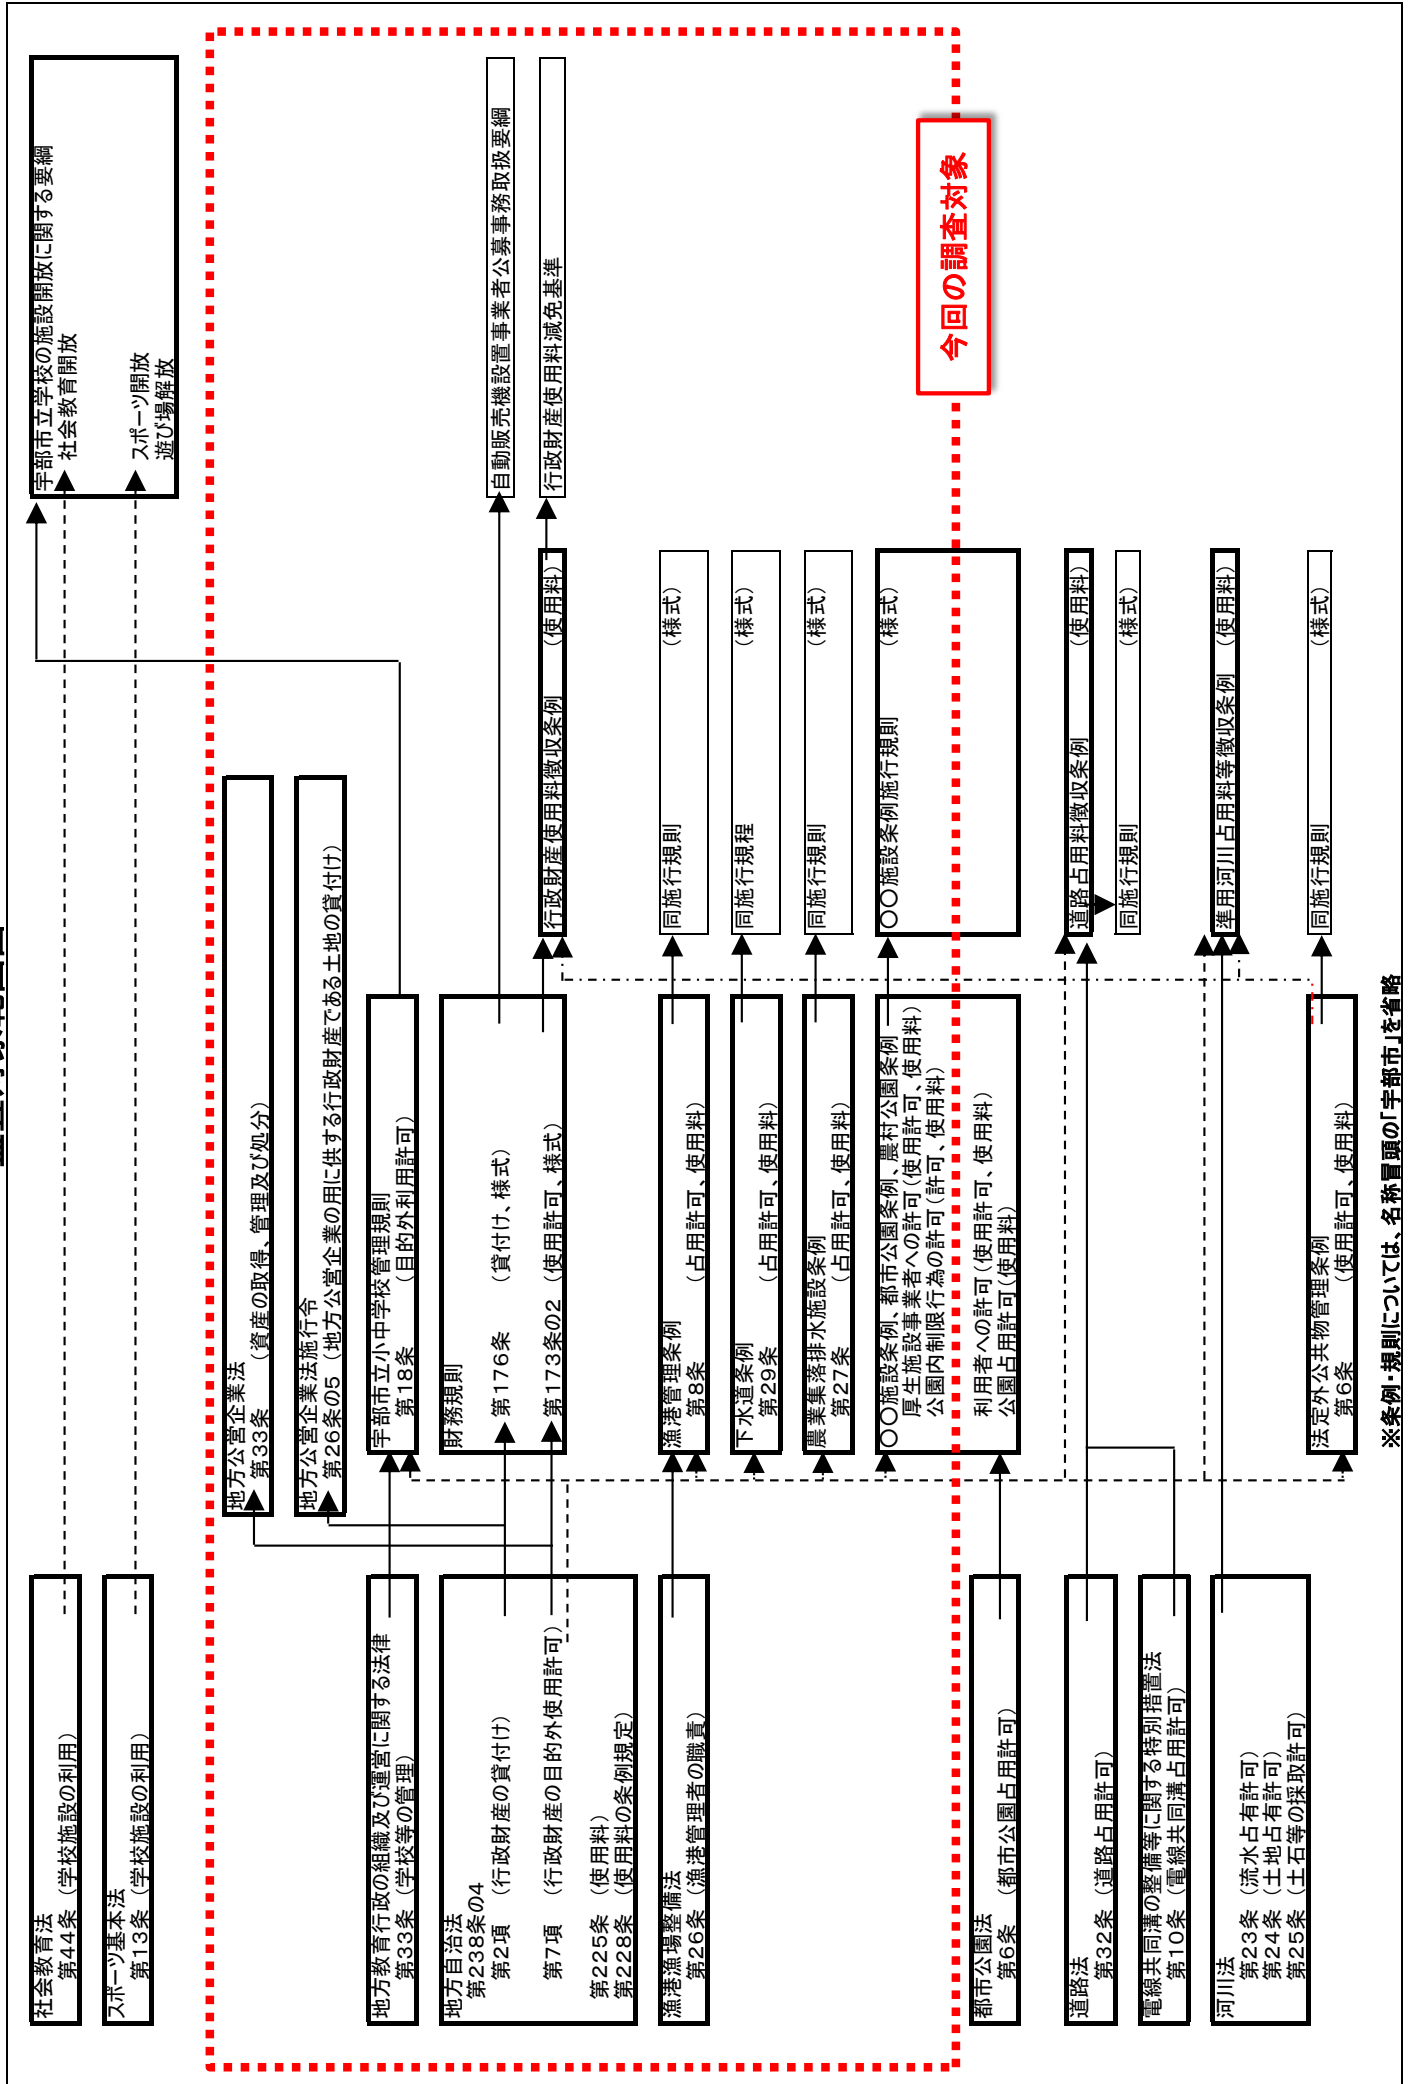 社会教育法
第44条（学校施設の利用）
スポーツ基本法
第13条（学校施設の利用）
宇部市立学校の施設開放に関する要綱
社会教育開放
スポーツ開放
遊び場解放
地方公営企業法
第33条　（資産の取得、管理及び処分）
地方公営企業法施行令
第26条の5（地方公営企業の用に供する行政財産である土地の貸付け）
地方教育行政の組織及び運営に関する法律
第33条（学校等の管理）
宇部市立小中学校管理規則
第18条　（目的外利用許可）
地方自治法
第238条の4
第2項　（行政財産の貸付け）
第7項　（行政財産の目的外使用許可）
第225条（使用料）
第228条（使用料の条例規定）
財務規則
第176条　（貸付け、様式）
第173条の2（使用許可、様式）
自動販売機設置事業者公募事務取扱要綱
行政財産使用料徴収条例　（使用料）
行政財産使用料減免基準
漁港漁場整備法
第26条（漁港管理者の職責）
漁港管理条例
第8条　（占用許可、使用料）
同施行規則　（様式）
下水道条例
第29条　（占用許可、使用料）
同施行規程　（様式）
農業集落排水施設条例
第27条　（占用許可、使用料）
同施行規則　（様式）
〇〇施設条例、都市公園条例、農村公園条例
厚生施設事業者への許可（使用許可、使用料）
公園内制限行為の許可（許可、使用料）
利用者への許可（使用許可、使用料）
公園占用許可（使用料）
〇〇施設条例施行規則　（様式）
今回の調査対象
都市公園法
第6条　（都市公園占用許可）
道路法
第32条（道路占用許可）
道路占用料徴収条例　（使用料）
同施行規則　（様式）
電線共同溝の整備等に関する特別措置法
第10条（電線共同溝占用許可）
河川法
第23条（流水占有許可）
第24条（土地占有許可）
第25条（土石等の採取許可）
準用河川占用料等徴収条例　（使用料）
法定外公共物管理条例
第6条　（使用許可、使用料）
同施行規則　（様式）
※条例・規則については、名称冒頭の「宇部市」を省略